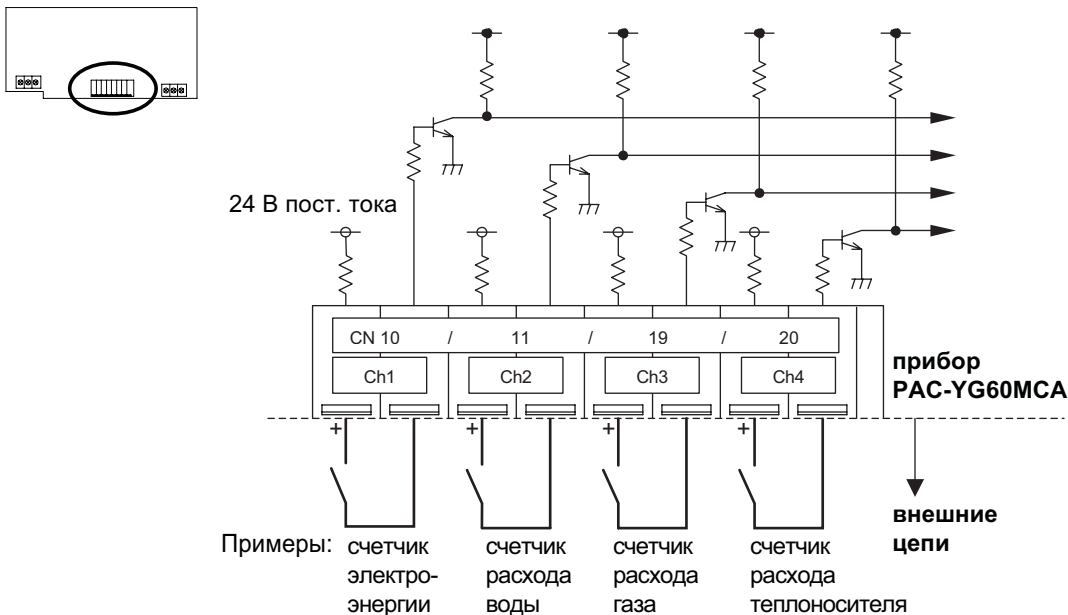 24 В пост. тока
CN 10 / 11 / 19 / 20
Ch1 Ch2 Ch3 Ch4
прибор
PAC-YG60MCA
+ + + +
внешние
цепи
Примеры:
счетчик
электро-
энергии
счетчик
расхода
воды
счетчик
расхода
газа
счетчик
расхода
теплоносителя